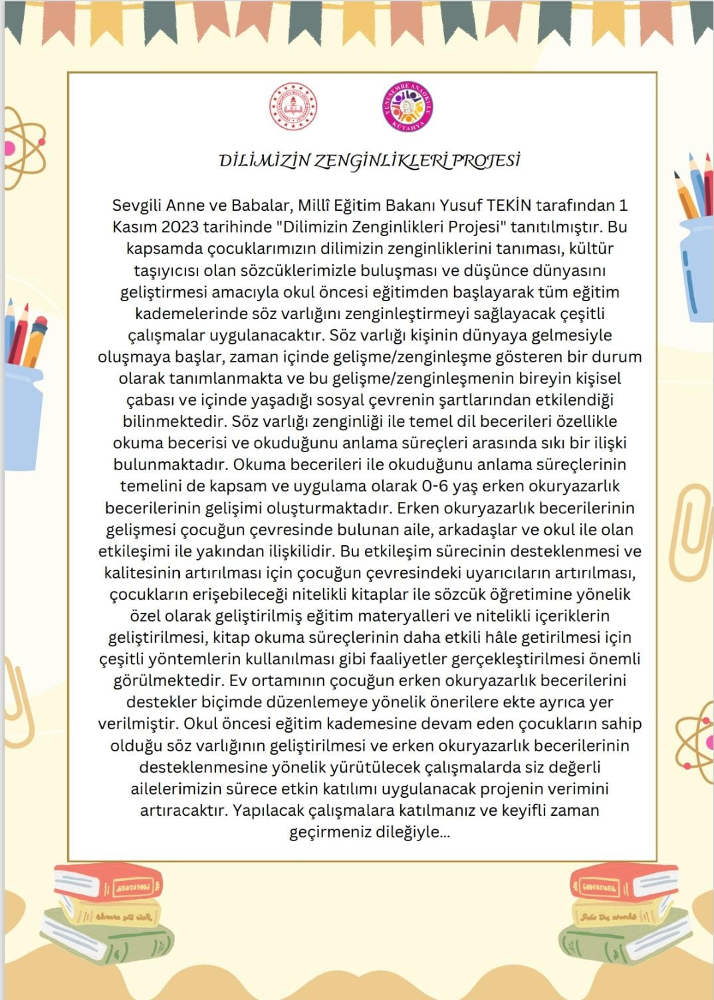 YUNUSEMRE ANAOKULU
KÜTAHYA
DİLİMİZİN ZENGİNLİKLERİ PROJESİ
Sevgili Anne ve Babalar, Millî Eğitim Bakanı Yusuf TEKİN tarafından 1
Kasım 2023 tarihinde "Dilimizin Zenginlikleri Projesi" tanıtılmıştır. Bu
kapsamda çocuklarımızın dilimizin zenginliklerini tanıması, kültür
taşıyıcısı olan sözcüklerimizle buluşması ve düşünce dünyasını
geliştirmesi amacıyla okul öncesi eğitimden başlayarak tüm eğitim
kademelerinde söz varlığını zenginleştirmeyi sağlayacak çeşitli
çalışmalar uygulanacaktır. Söz varlığı kişinin dünyaya gelmesiyle
oluşmaya başlar, zaman içinde gelişme/zenginleşme gösteren bir durum
olarak tanımlanmakta ve bu gelişme/zenginleşmenin bireyin kişisel
çabası ve içinde yaşadığı sosyal çevrenin şartlarından etkilendiği
bilinmektedir. Söz varlığı zenginliği ile temel dil becerileri özellikle
okuma becerisi ve okuduğunu anlama süreçleri arasında sıkı bir ilişki
bulunmaktadır. Okuma becerileri ile okuduğunu anlama süreçlerinin
temelini de kapsam ve uygulama olarak 0-6 yaş erken okuryazarlık
becerilerinin gelişimi oluşturmaktadır. Erken okuryazarlık becerilerinin
gelişmesi çocuğun çevresinde bulunan aile, arkadaşlar ve okul ile olan
etkileşimi ile yakından ilişkilidir. Bu etkileşim sürecinin desteklenmesi ve
kalitesinin artırılması için çocuğun çevresindeki uyarıcıların artırılması,
çocukların erişebileceği nitelikli kitaplar ile sözcük öğretimine yönelik
özel olarak geliştirilmiş eğitim materyalleri ve nitelikli içeriklerin
geliştirilmesi, kitap okuma süreçlerinin daha etkili hâle getirilmesi için
çeşitli yöntemlerin kullanılması gibi faaliyetler gerçekleştirilmesi önemli
görülmektedir. Ev ortamının çocuğun erken okuryazarlık becerilerini
destekler biçimde düzenlemeye yönelik önerilere ekte ayrıca yer
verilmiştir. Okul öncesi eğitim kademesine devam eden çocukların sahip
olduğu söz varlığının geliştirilmesi ve erken okuryazarlık becerilerinin
desteklenmesine yönelik yürütülecek çalışmalarda siz değerli
ailelerimizin sürece etkin katılımı uygulanacak projenin verimini
artıracaktır. Yapılacak çalışmalara katılmanız ve keyifli zaman
geçirmeniz dileğiyle...
GODFATHER
Into the woods